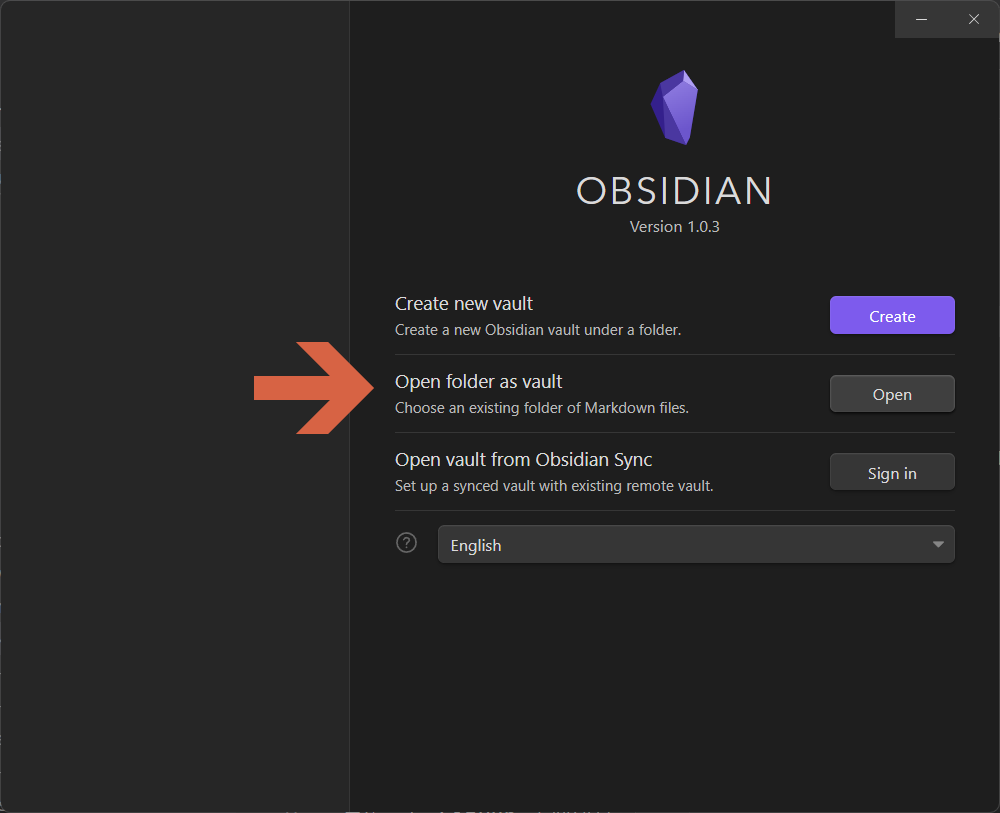 OBSIDIAN
Version 1.0.3
Create new vault
Create a new Obsidian vault under a folder.
Create
Open folder as vault
Choose an existing folder of Markdown files.
Open
Open vault from Obsidian Sync
Set up a synced vault with existing remote vault.
Sign in
?
English